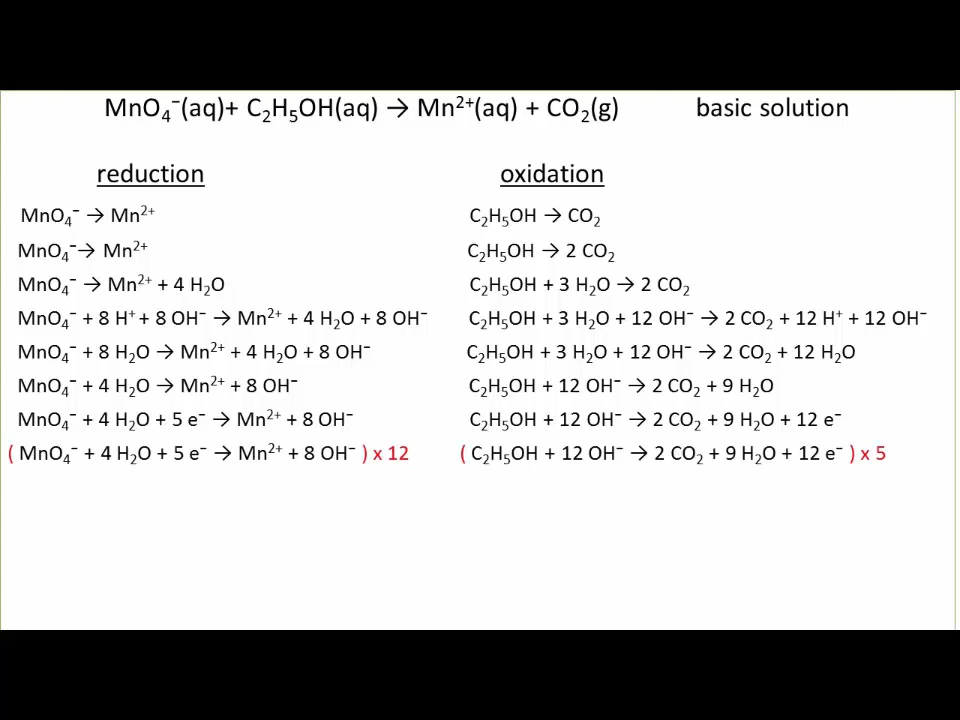 MnO₄⁻(aq)+ C₂H₅OH(aq) → Mn²⁺(aq) + CO₂(g) basic solution
reduction oxidation
MnO₄⁻ → Mn²⁺ C₂H₅OH → CO₂
MnO₄⁻→ Mn²⁺ C₂H₅OH → 2 CO₂
MnO₄⁻ → Mn²⁺ + 4 H₂O C₂H₅OH + 3 H₂O → 2 CO₂
MnO₄⁻ + 8 H⁺ + 8 OH⁻ → Mn²⁺ + 4 H₂O + 8 OH⁻ C₂H₅OH + 3 H₂O + 12 OH⁻ → 2 CO₂ + 12 H⁺ + 12 OH⁻
MnO₄⁻ + 8 H₂O → Mn²⁺ + 4 H₂O + 8 OH⁻ C₂H₅OH + 3 H₂O + 12 OH⁻ → 2 CO₂ + 12 H₂O
MnO₄⁻ + 4 H₂O → Mn²⁺ + 8 OH⁻ C₂H₅OH + 12 OH⁻ → 2 CO₂ + 9 H₂O
MnO₄⁻ + 4 H₂O + 5 e⁻ → Mn²⁺ + 8 OH⁻ C₂H₅OH + 12 OH⁻ → 2 CO₂ + 9 H₂O + 12 e⁻
( MnO₄⁻ + 4 H₂O + 5 e⁻ → Mn²⁺ + 8 OH⁻ ) x 12 ( C₂H₅OH + 12 OH⁻ → 2 CO₂ + 9 H₂O + 12 e⁻ ) x 5